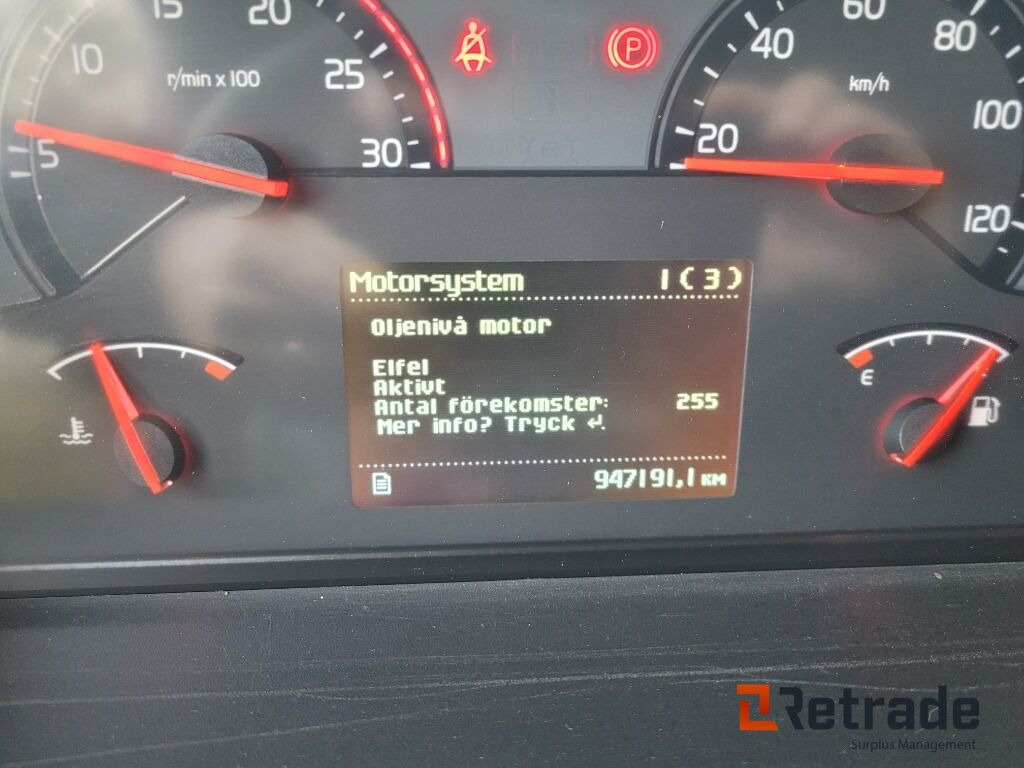 15 20 60
10 40 80
r/min x 100 25 km/h
100
5 30 20
120
Motorsystem 1(3)
Oljenivå motor
Elfel
Aktivt
Antal förekomster: 255
Mer info? Tryck ↵.
947191,1 KM
E
P
Retrade
Surplus Management